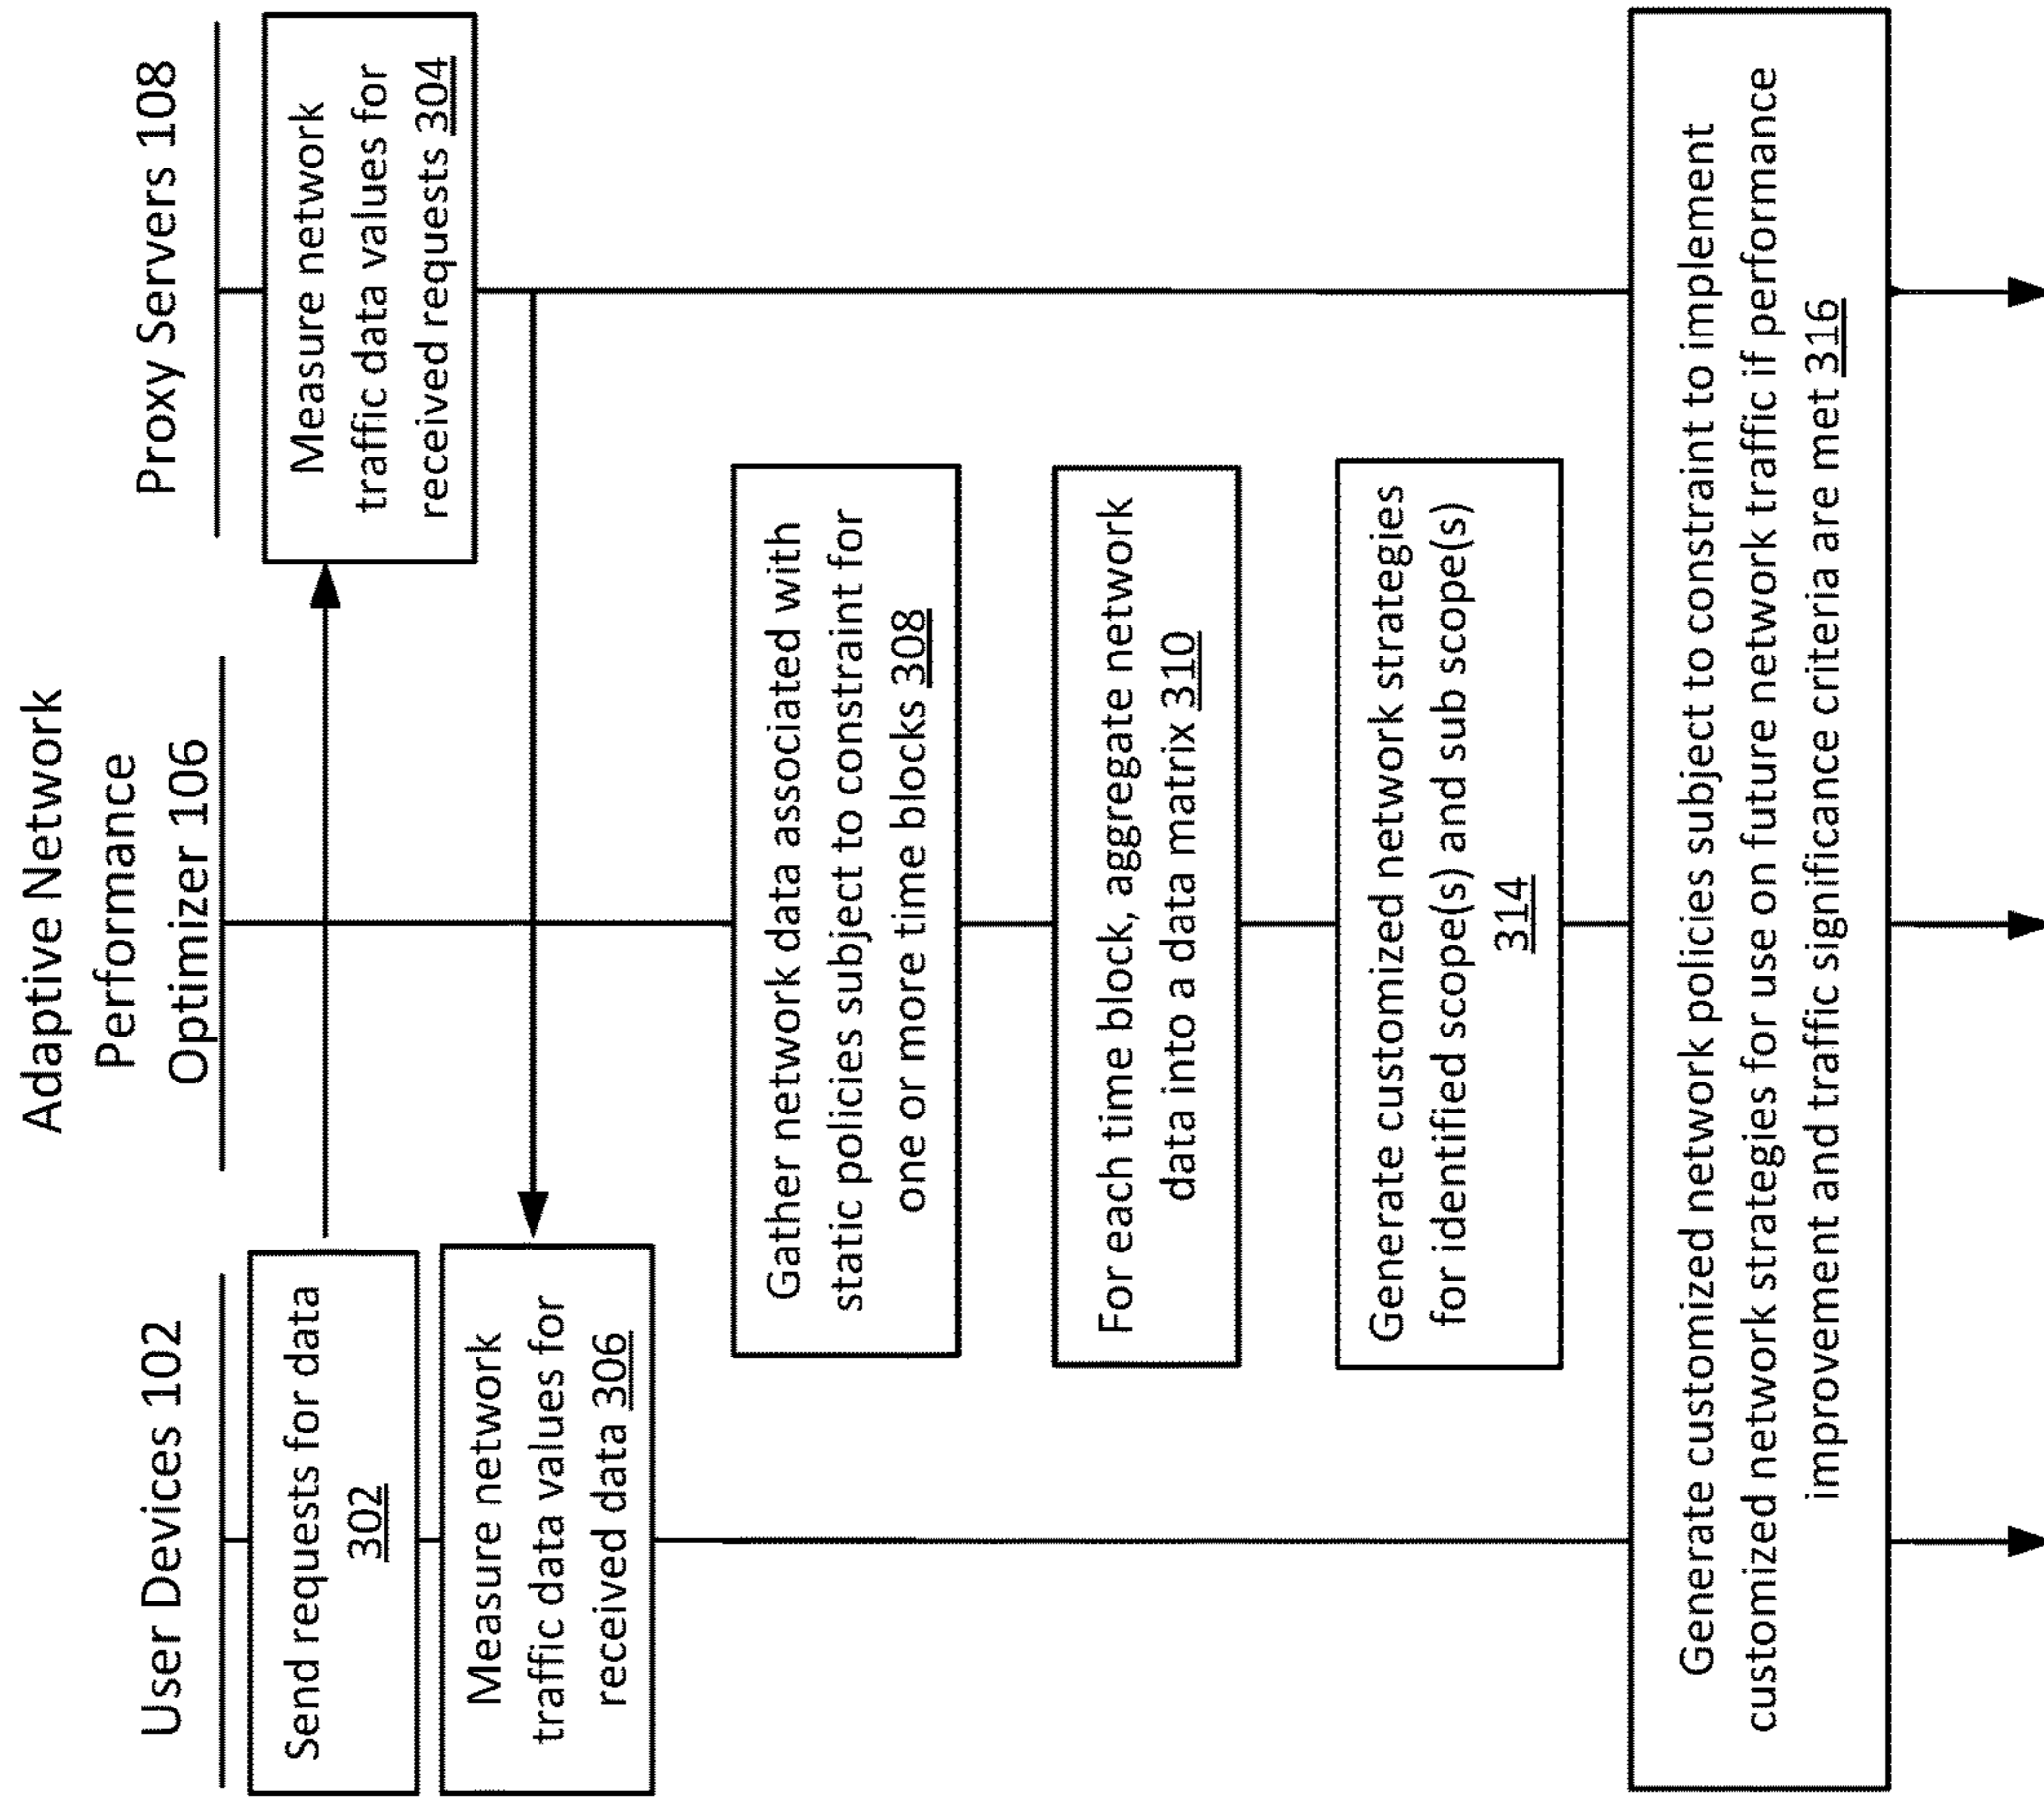 User Devices 102
Adaptive Network
Performance
Optimizer 106
Proxy Servers 108
Send requests for data
302
Measure network
traffic data values for
received requests 304
Measure network
traffic data values for
received data 306
Gather network data associated with
static policies subject to constraint for
one or more time blocks 308
For each time block, aggregate network
data into a data matrix 310
Generate customized network strategies
for identified scope(s) and sub scope(s)
314
Generate customized network policies subject to constraint to implement
customized network strategies for use on future network traffic if performance
improvement and traffic significance criteria are met 316